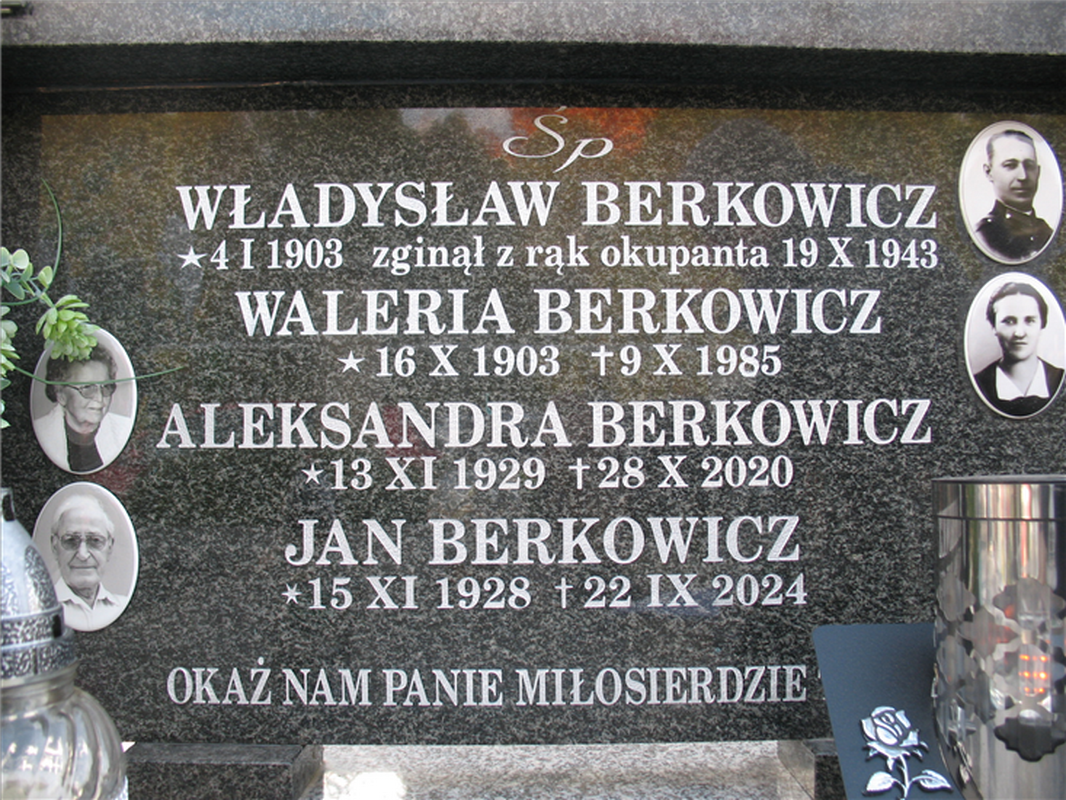 Śp
WŁADYSŁAW BERKOWICZ
★4 I 1903 zginął z rąk okupanta 19 X 1943
WALERIA BERKOWICZ
★ 16 X 1903 †9 X 1985
ALEKSANDRA BERKOWICZ
★13 XI 1929 †28 X 2020
JAN BERKOWICZ
★15 XI 1928 †22 IX 2024
OKAŻ NAM PANIE MIŁOSIERDZIE